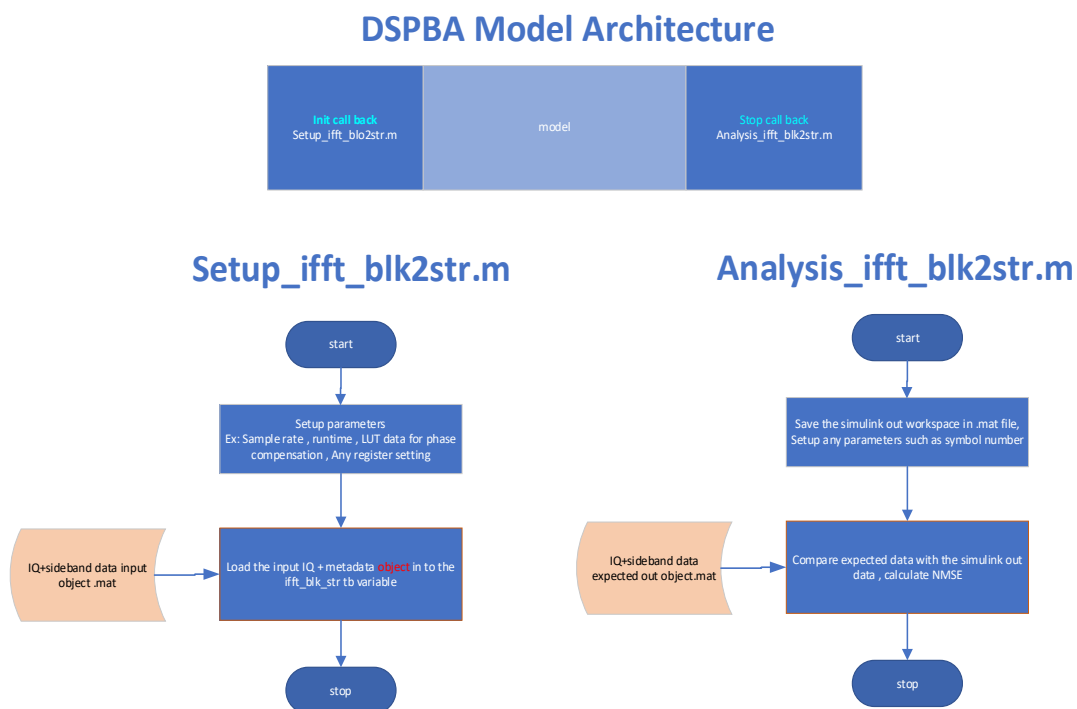 DSPBA Model Architecture
Init call back
Setup_ifft_blo2str.m
model
Stop call back
Analysis_ifft_blk2str.m
Setup_ifft_blk2str.m
start
Setup parameters
Ex: Sample rate , runtime , LUT data for phase
compensation , Any register setting
IQ+sideband data input
object .mat
Load the input IQ + metadata object in to the
ifft_blk_str tb variable
stop
Analysis_ifft_blk2str.m
start
Save the simulink out workspace in .mat file,
Setup any parameters such as symbol number
IQ+sideband data
expected out object.mat
Compare expected data with the simulink out
data , calculate NMSE
stop